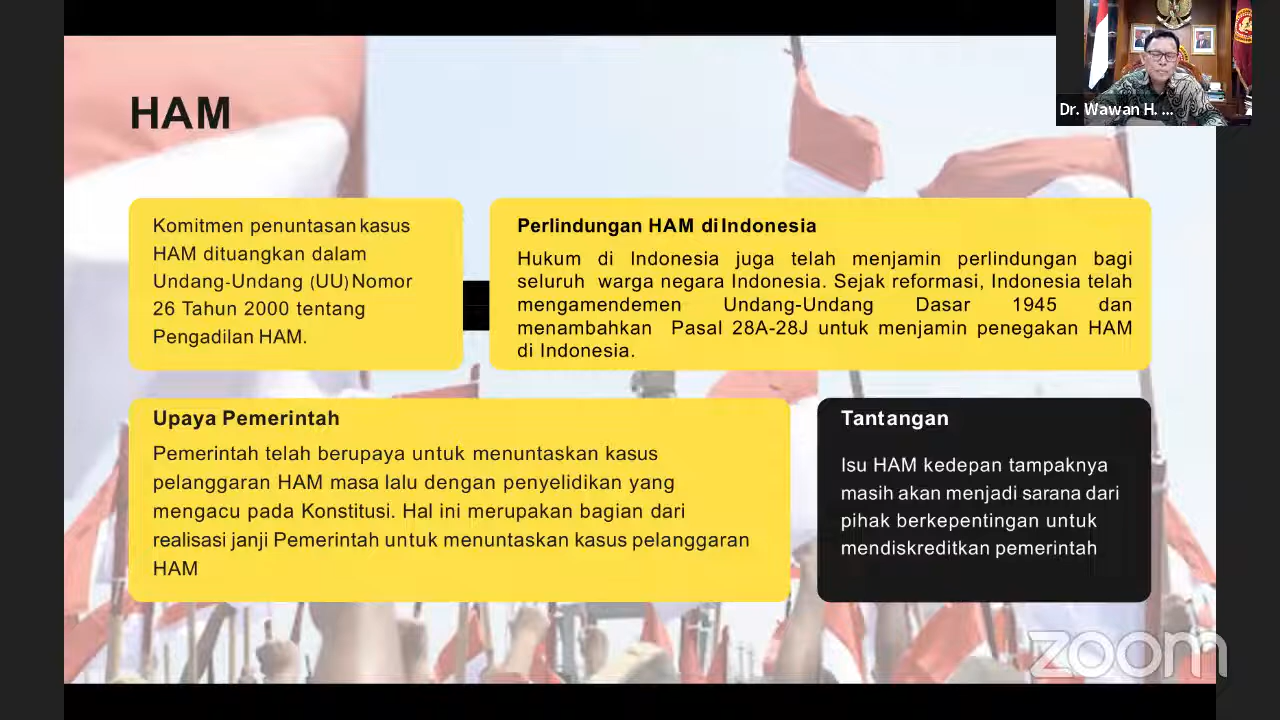 HAM
Dr. Wawan H. ...
Komitmen penuntasan kasus
HAM dituangkan dalam
Undang-Undang (UU) Nomor
26 Tahun 2000 tentang
Pengadilan HAM.
Perlindungan HAM di Indonesia
Hukum di Indonesia juga telah menjamin perlindungan bagi
seluruh warga negara Indonesia. Sejak reformasi, Indonesia telah
mengamendemen Undang-Undang Dasar 1945 dan
menambahkan Pasal 28A-28J untuk menjamin penegakan HAM
di Indonesia.
Upaya Pemerintah
Pemerintah telah berupaya untuk menuntaskan kasus
pelanggaran HAM masa lalu dengan penyelidikan yang
mengacu pada Konstitusi. Hal ini merupakan bagian dari
realisasi janji Pemerintah untuk menuntaskan kasus pelanggaran
HAM
Tantangan
Isu HAM kedepan tampaknya
masih akan menjadi sarana dari
pihak berkepentingan untuk
mendiskreditkan pemerintah
zoom